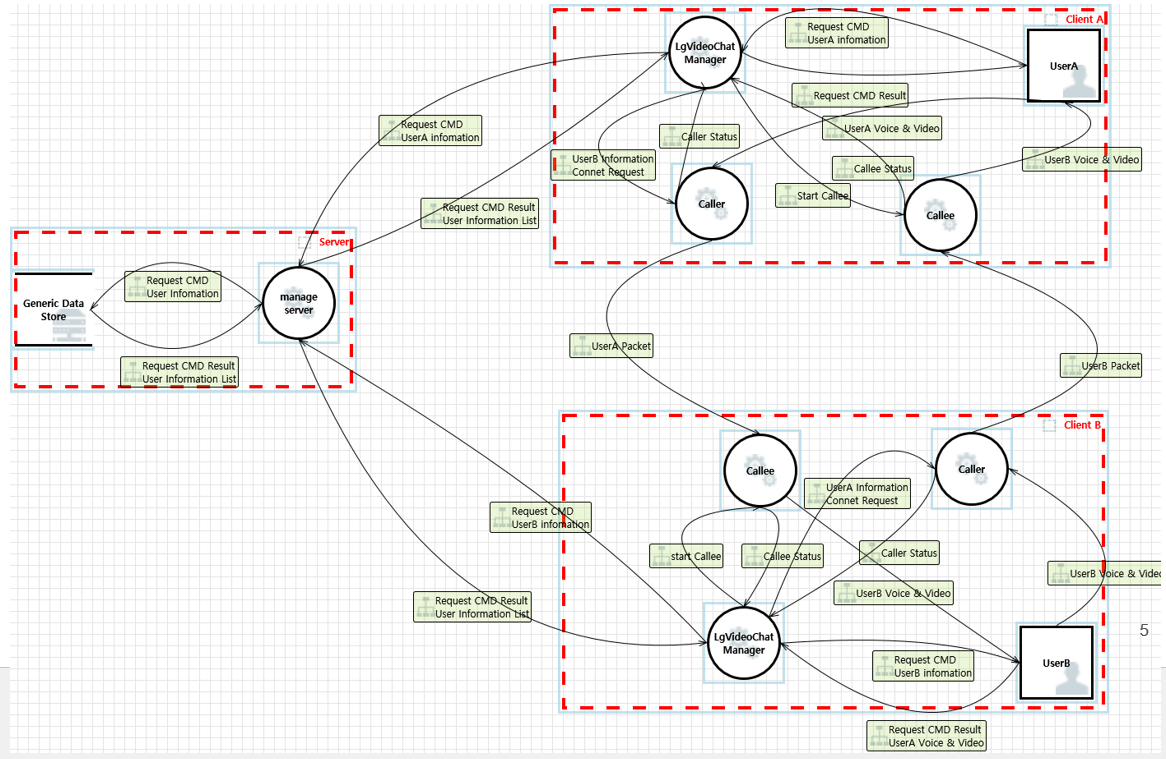 Client A
LgVideoChat
Manager
Request CMD
UserA infomation
UserA
Request CMD Result
UserA Voice & Video
Caller Status
UserB Information
Connet Request
Callee Status
UserB Voice & Video
Start Callee
Caller
Callee
Request CMD
UserA infomation
Request CMD Result
User Information List
Server
Request CMD
User Infomation
Generic Data
Store
manage
server
Request CMD Result
User Information List
UserA Packet
UserB Packet
Client B
Callee
Caller
UserA Information
Connet Request
Request CMD
UserB infomation
start Callee
Callee Status
Caller Status
UserB Voice & Video
UserB Voice & Video
Request CMD Result
User Information List
LgVideoChat
Manager
UserB
Request CMD
UserB infomation
Request CMD Result
UserA Voice & Video
5